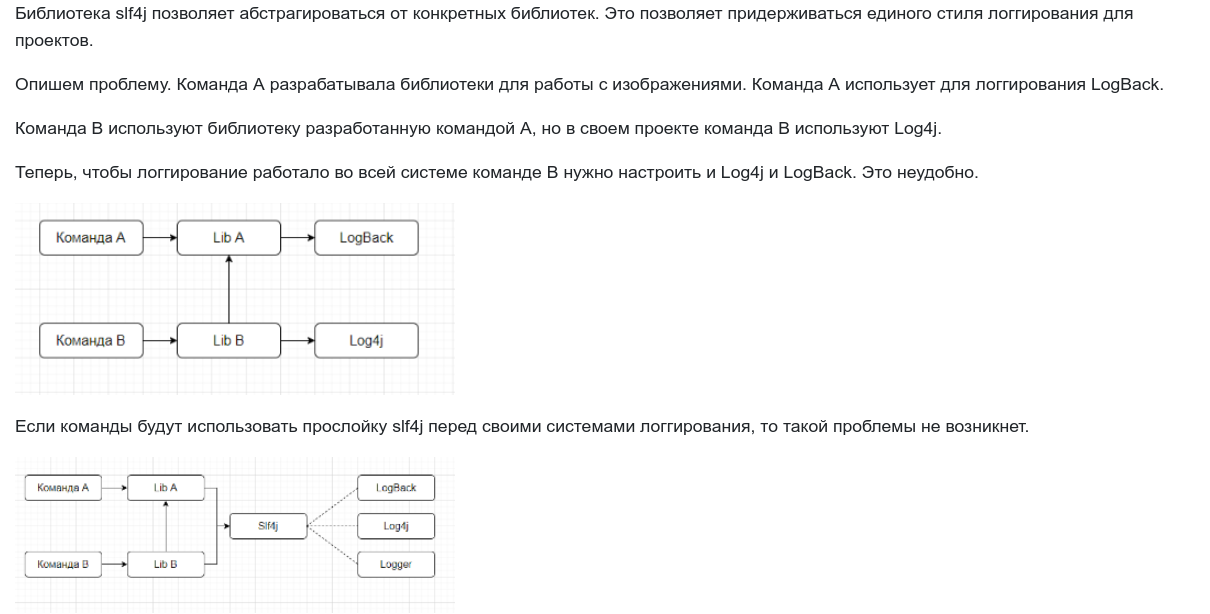 Библиотека slf4j позволяет абстрагироваться от конкретных библиотек. Это позволяет придерживаться единого стиля логгирования для
проектов.
Опишем проблему. Команда А разрабатывала библиотеки для работы с изображениями. Команда А использует для логгирования LogBack.
Команда B используют библиотеку разработанную командой А, но в своем проекте команда B используют Log4j.
Теперь, чтобы логгирование работало во всей системе команде B нужно настроить и Log4j и LogBack. Это неудобно.
Команда А Lib A LogBack
Команда B Lib B Log4j
Если команды будут использовать прослойку slf4j перед своими системами логгирования, то такой проблемы не возникнет.
Команда А Lib A LogBack
Slf4j Log4j
Команда B Lib B Logger